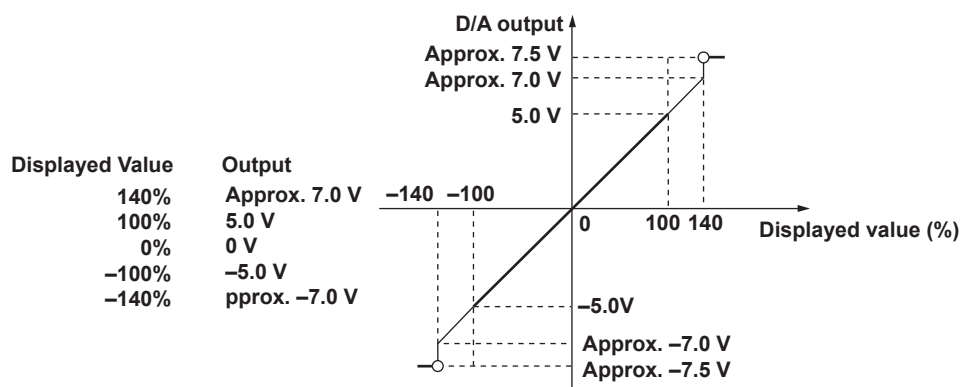 D/A output
Approx. 7.5 V
Approx. 7.0 V
5.0 V
Displayed Value Output
140% Approx. 7.0 V
100% 5.0 V
0% 0 V
–100% –5.0 V
–140% pprox. –7.0 V
–140 –100
0 100 140
Displayed value (%)
–5.0V
Approx. –7.0 V
Approx. –7.5 V